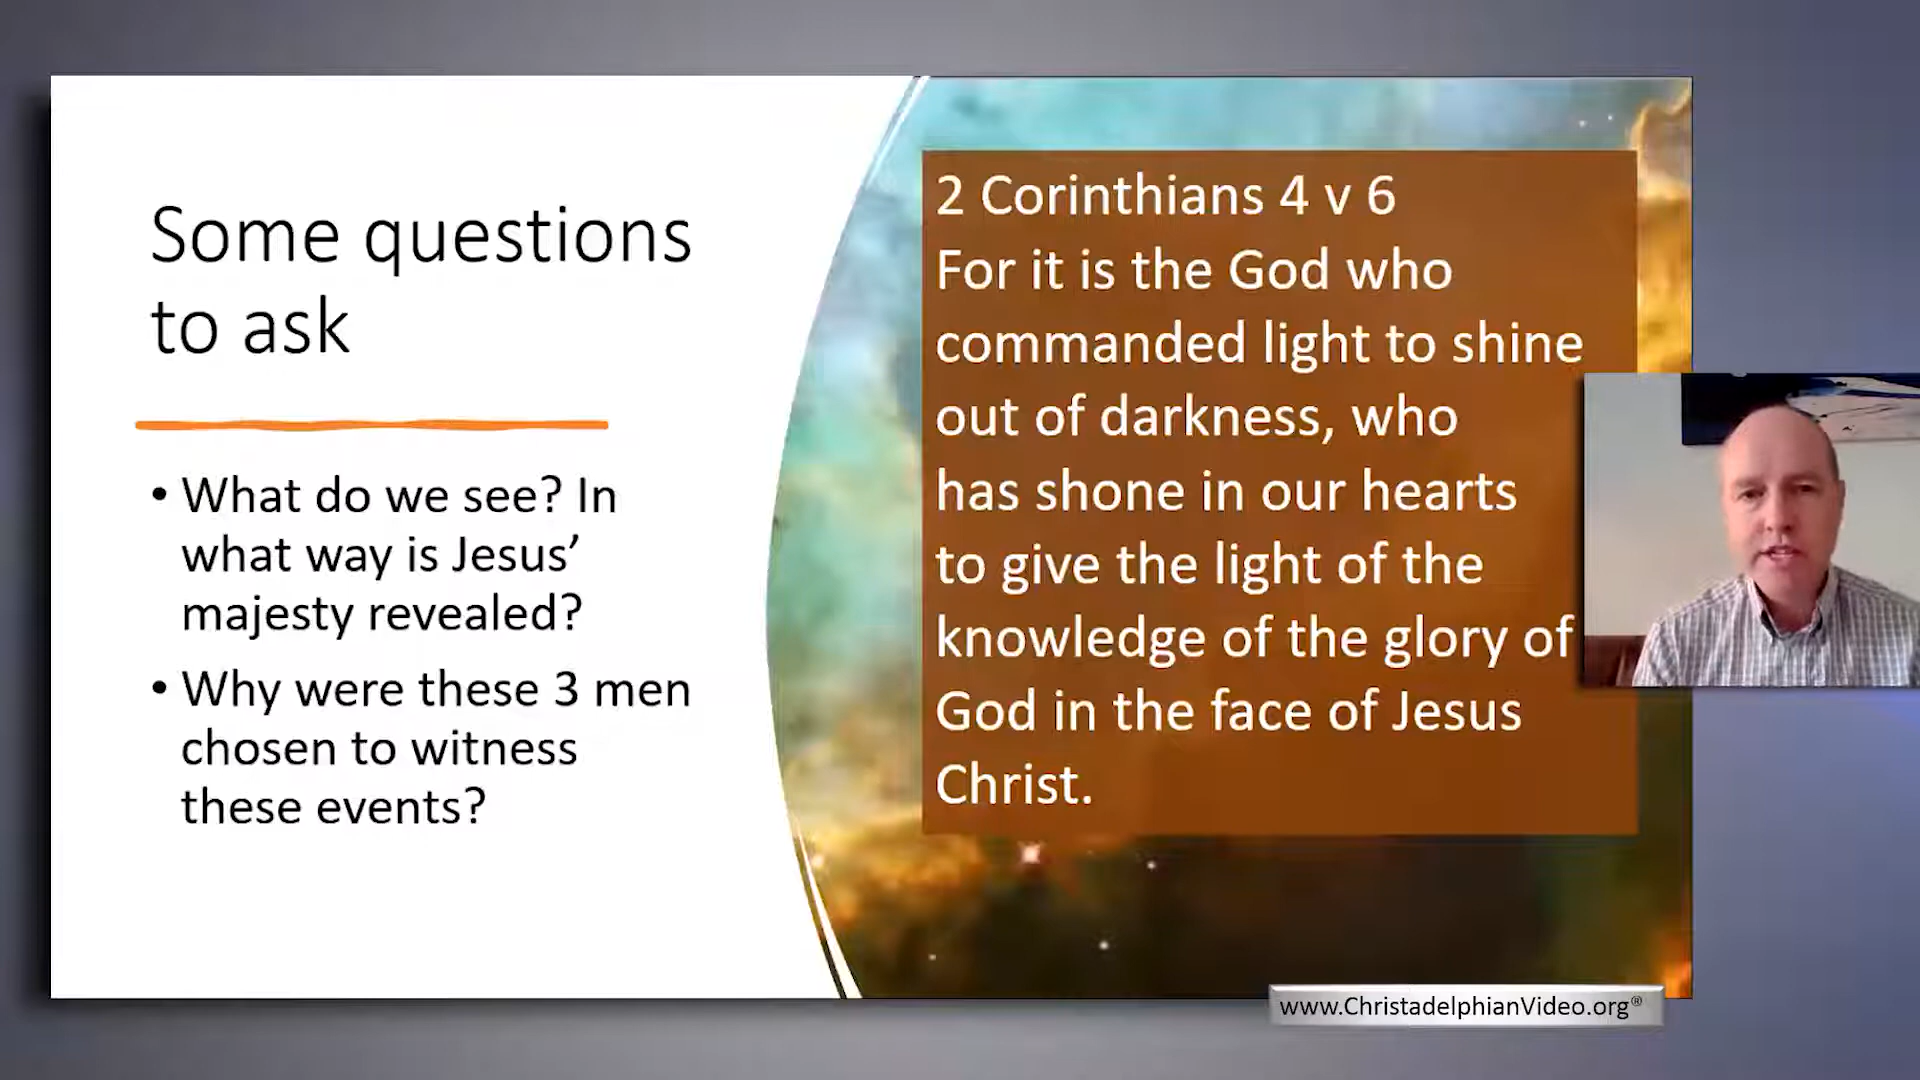 Some questions
to ask
• What do we see? In
what way is Jesus’
majesty revealed?
• Why were these 3 men
chosen to witness
these events?
2 Corinthians 4 v 6
For it is the God who
commanded light to shine
out of darkness, who
has shone in our hearts
to give the light of the
knowledge of the glory of
God in the face of Jesus
Christ.
www.ChristadelphianVideo.org®